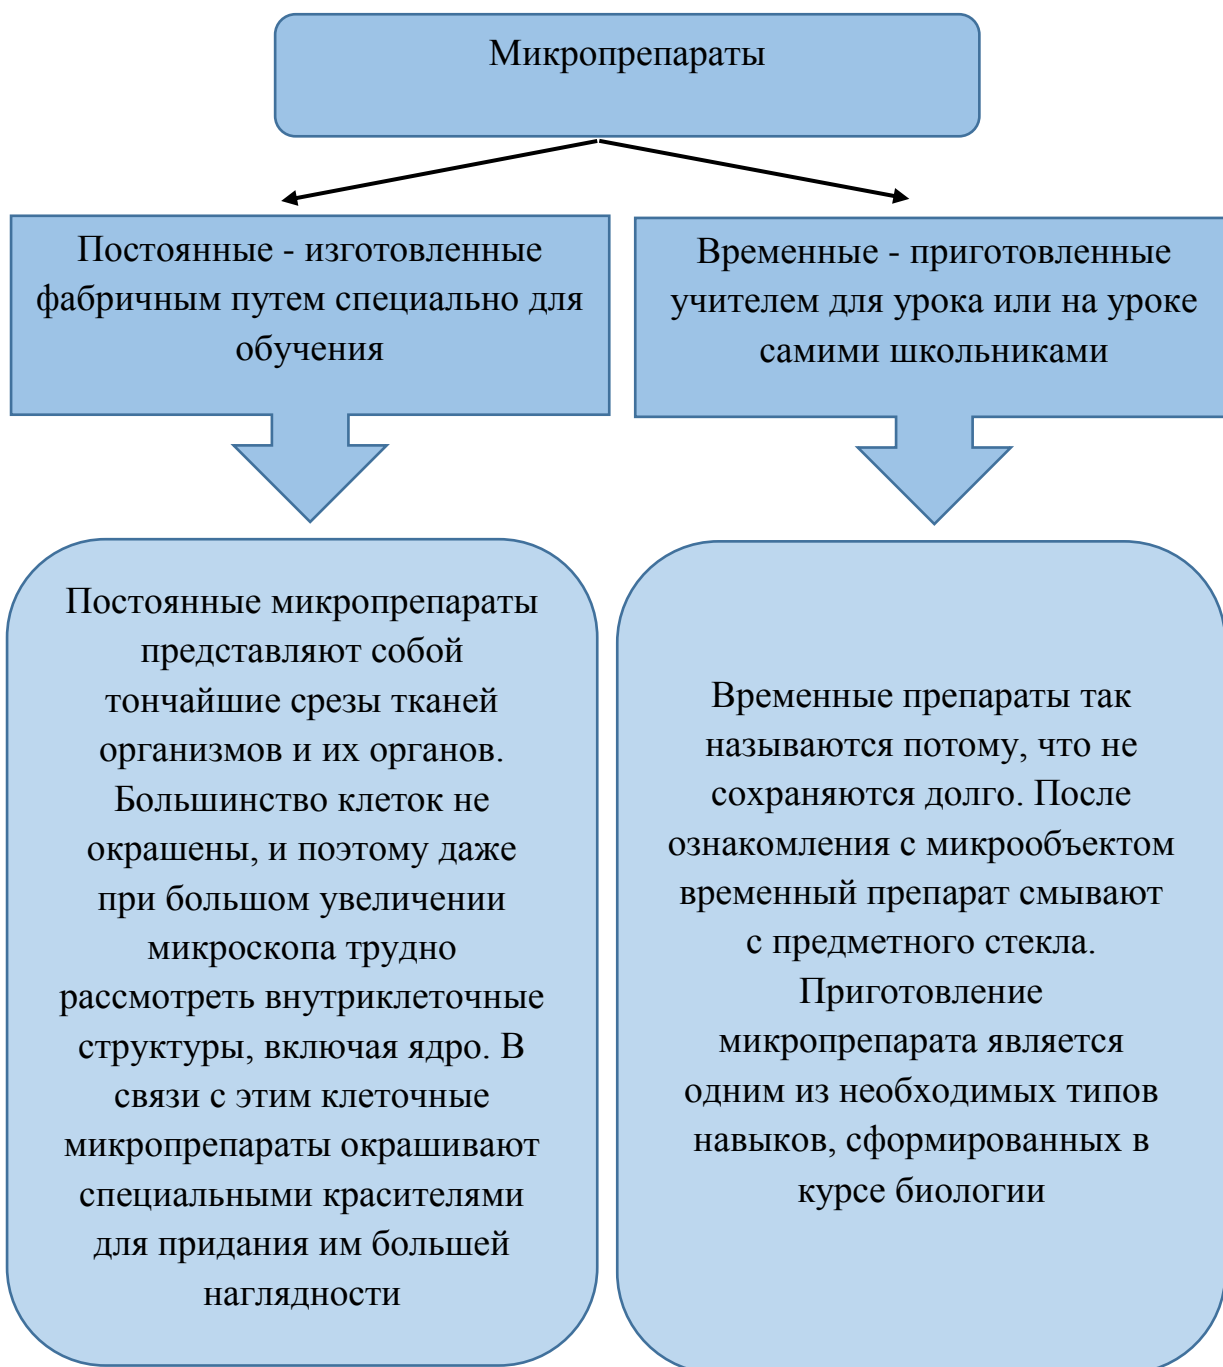 Микропрепараты
Постоянные - изготовленные
фабричным путем специально для
обучения
Временные - приготовленные
учителем для урока или на уроке
самими школьниками
Постоянные микропрепараты
представляют собой
тончайшие срезы тканей
организмов и их органов.
Большинство клеток не
окрашены, и поэтому даже
при большом увеличении
микроскопа трудно
рассмотреть внутриклеточные
структуры, включая ядро. В
связи с этим клеточные
микропрепараты окрашивают
специальными красителями
для придания им большей
наглядности
Временные препараты так
называются потому, что не
сохраняются долго. После
ознакомления с микрообъектом
временный препарат смывают
с предметного стекла.
Приготовление
микропрепарата является
одним из необходимых типов
навыков, сформированных в
курсе биологии